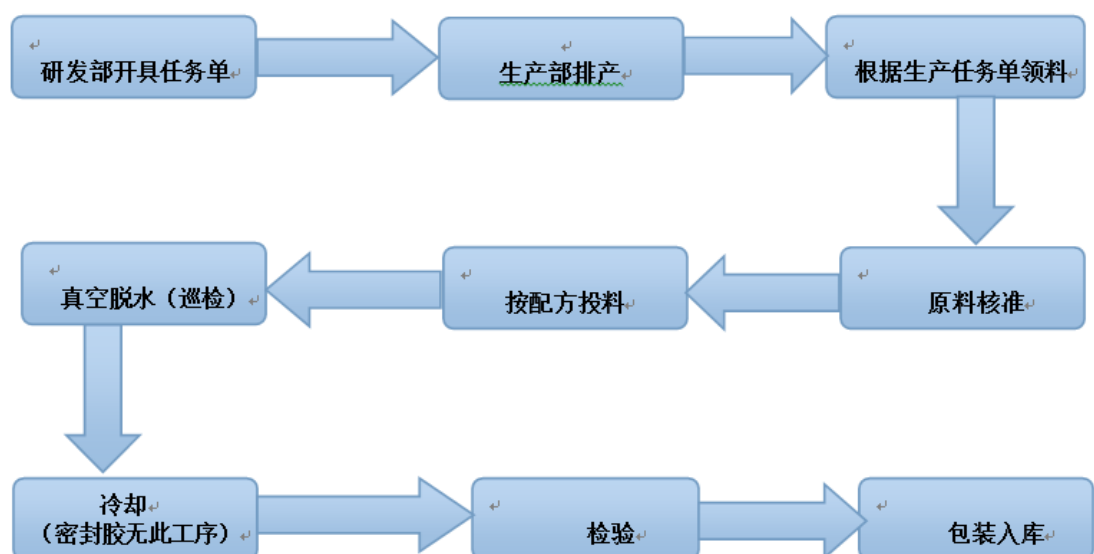 研发部开具任务单
生产部排产
根据生产任务单领料
原料核准
按配方投料
真空脱水（巡检）
冷却
（密封胶无此工序）
检验
包装入库